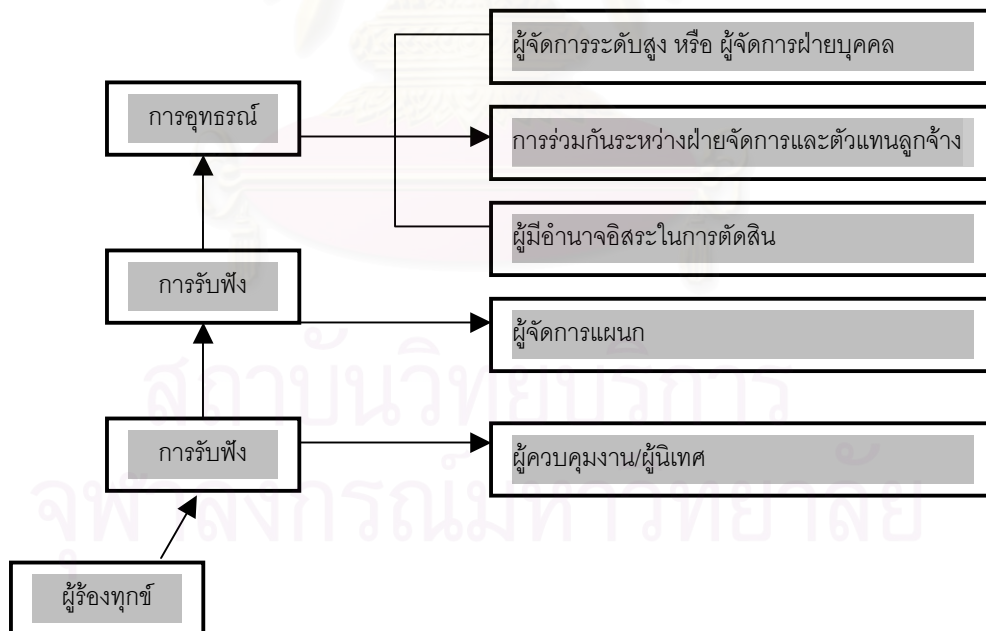 ผู้จัดการระดับสูง หรือ ผู้จัดการฝ่ายบุคคล
การอุทธรณ์
การร่วมกันระหว่างฝ่ายจัดการและตัวแทนลูกจ้าง
ผู้มีอำนาจอิสระในการตัดสิน
การรับฟัง
ผู้จัดการแผนก
การรับฟัง
ผู้ควบคุมงาน/ผู้นิเทศ
ผู้ร้องทุกข์
สถาบันวิทยบริการ
จุฬาลงกรณ์มหาวิทยาลัย